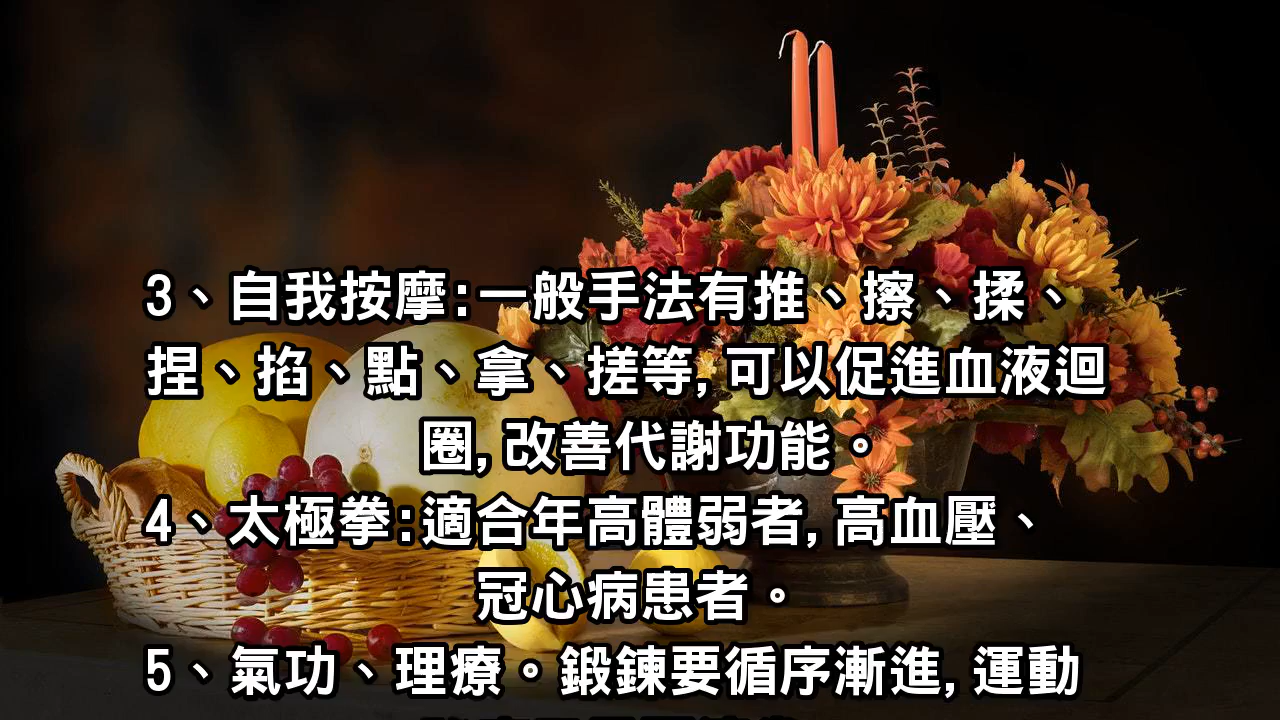 3、自我按摩:一般手法有推、擦、揉、
捏、掐、點、拿、搓等,可以促進血液迴
圈,改善代謝功能。
4、太極拳:適合年高體弱者,高血壓、
冠心病患者。
5、氣功、理療。鍛鍊要循序漸進,運動